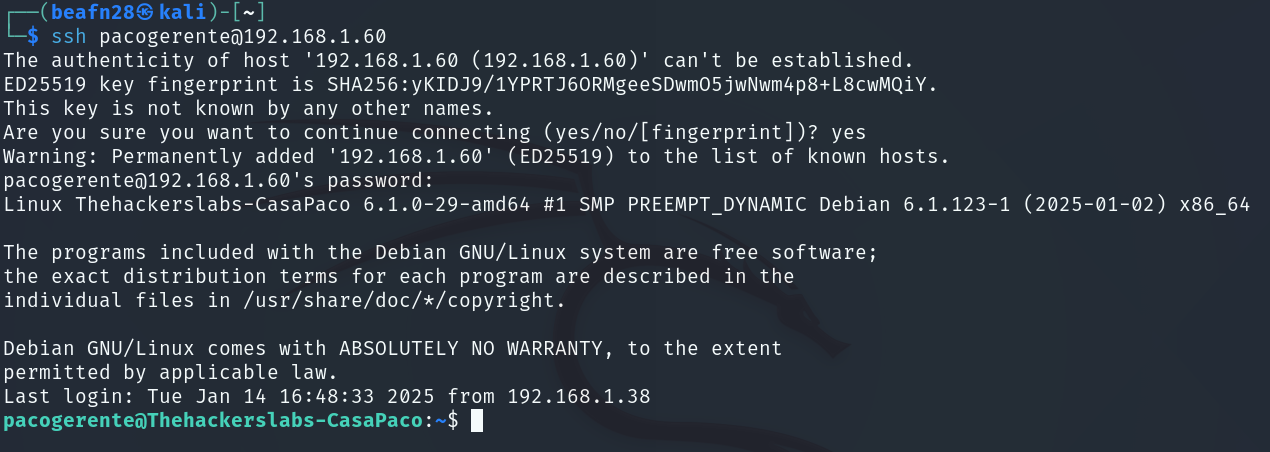 ┌──(beafn28㉿kali)-[~]
└─$ ssh pacogerente@192.168.1.60
The authenticity of host '192.168.1.60 (192.168.1.60)' can't be established.
ED25519 key fingerprint is SHA256:yKIDJ9/1YPRTJ6ORMgeeSDwmO5jwNwm4p8+L8cwMQiY.
This key is not known by any other names.
Are you sure you want to continue connecting (yes/no/[fingerprint])? yes
Warning: Permanently added '192.168.1.60' (ED25519) to the list of known hosts.
pacogerente@192.168.1.60's password:
Linux Thehackerslabs-CasaPaco 6.1.0-29-amd64 #1 SMP PREEMPT_DYNAMIC Debian 6.1.123-1 (2025-01-02) x86_64

The programs included with the Debian GNU/Linux system are free software;
the exact distribution terms for each program are described in the
individual files in /usr/share/doc/*/copyright.

Debian GNU/Linux comes with ABSOLUTELY NO WARRANTY, to the extent
permitted by applicable law.
Last login: Tue Jan 14 16:48:33 2025 from 192.168.1.38
pacogerente@Thehackerslabs-CasaPaco:~$